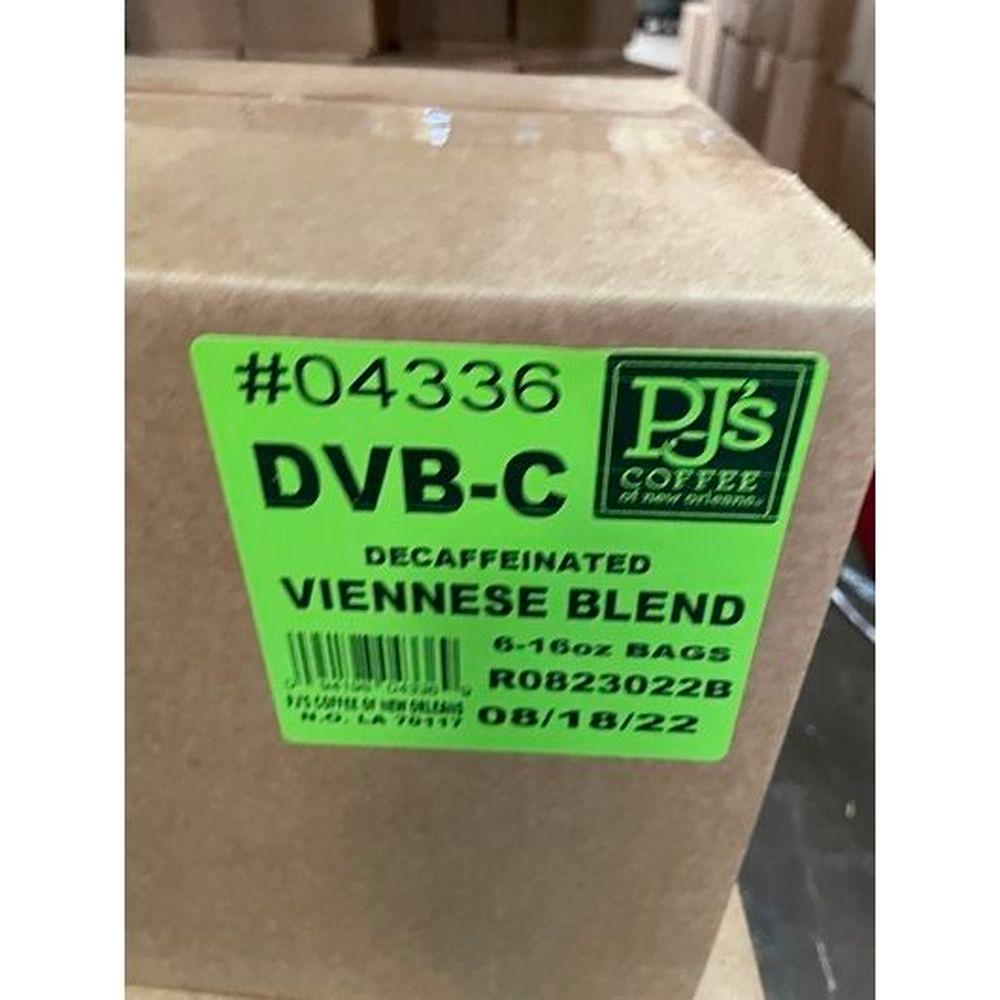 #04336
PJ's
COFFEE
of new orleans
DVB-C
DECAFFEINATED
VIENNESE BLEND
6-16oz BAGS
R0823022B
PJ'S COFFEE OF NEW ORLEANS
N.O. LA 70117
08/18/22